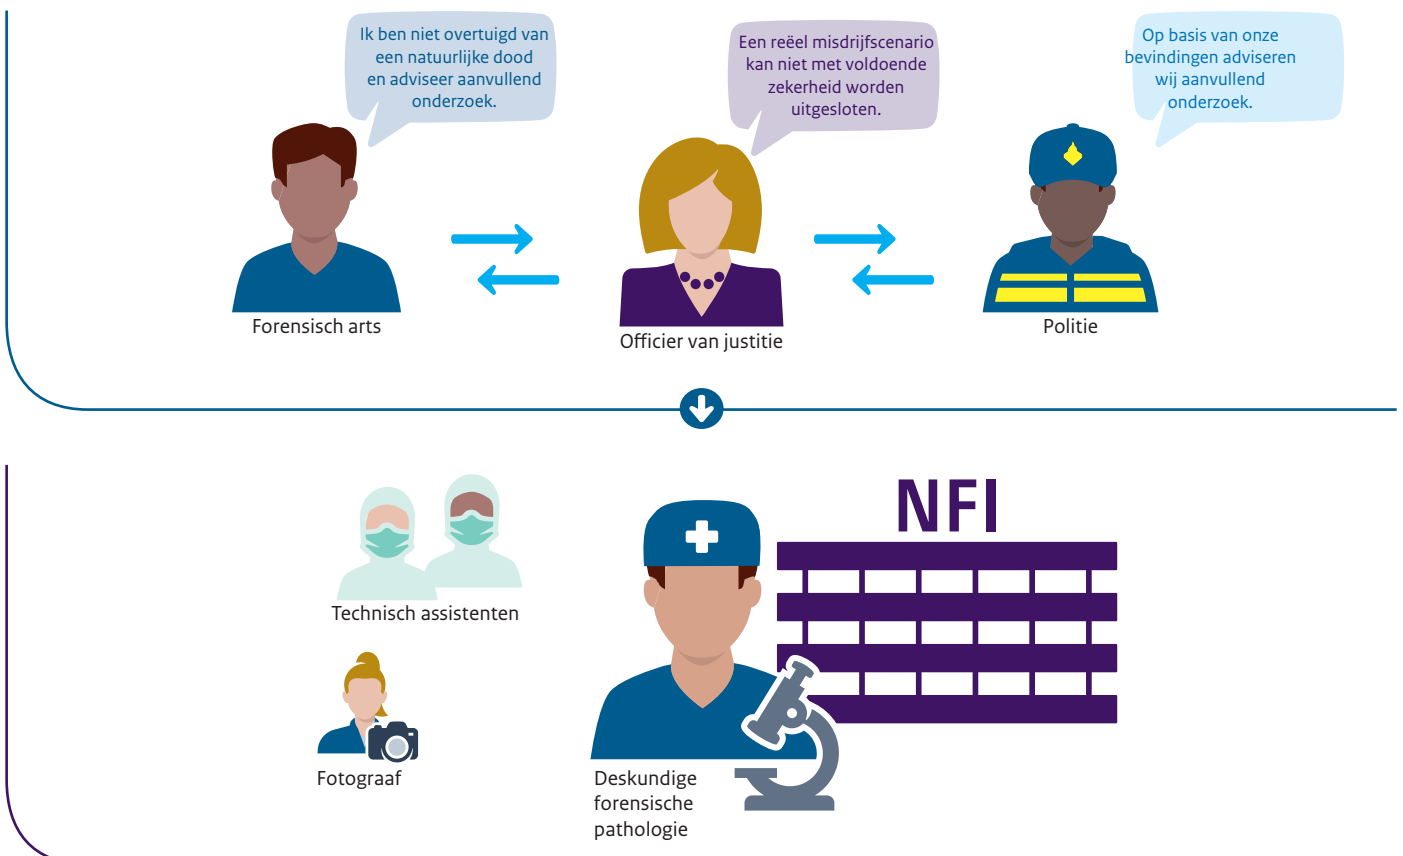 Ik ben niet overtuigd van
een natuurlijke dood
en adviseer aanvullend
onderzoek.
Een reëel misdrijfscenario
kan niet met voldoende
zekerheid worden
uitgesloten.
Op basis van onze
bevindingen adviseren
wij aanvullend
onderzoek.
Forensisch arts
Officier van justitie
Politie
NFI
Technisch assistenten
Fotograaf
Deskundige
forensische
pathologie